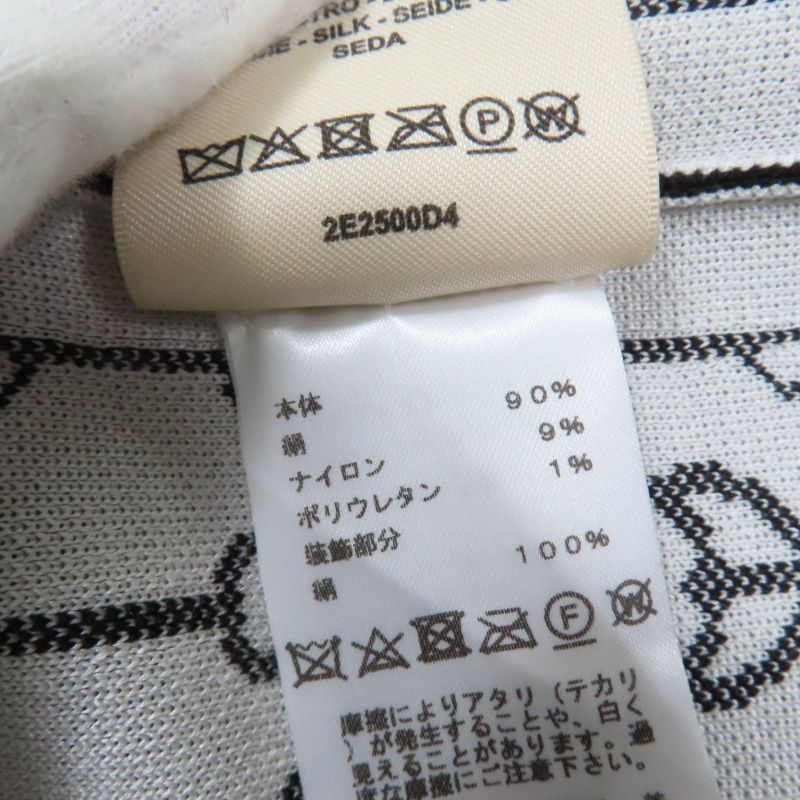 - SILK - SEIDE -
SEDA
P W
2E2500D4
本体
絹 90%
ナイロン 9%
ポリウレタン 1%
装飾部分
絹 100%
F W
摩擦によりアタリ(テカリ
)が発生することや、白く
見えることがあります。過
度な摩擦にご注意下さい。